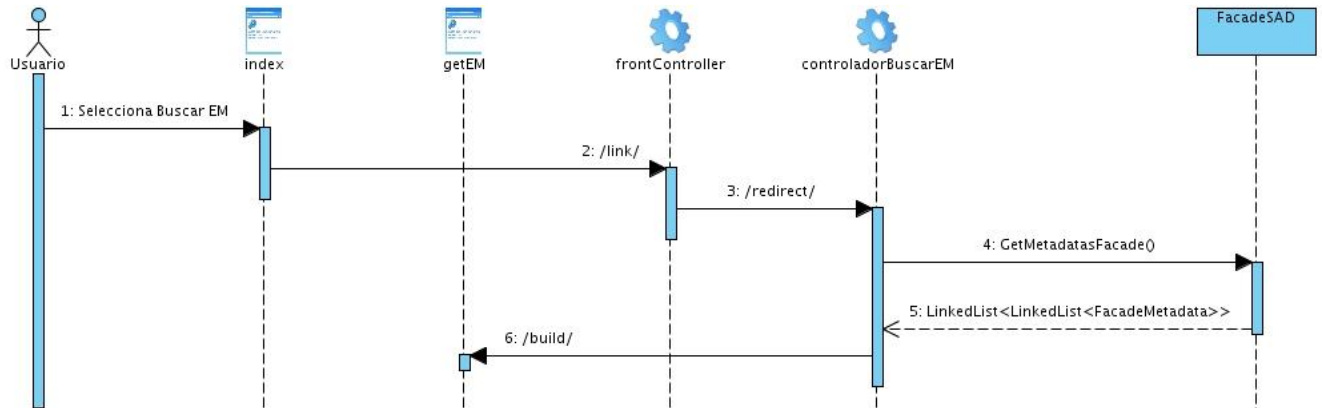 FacadeSAD
Usuario
index
getEM
frontController
controladorBuscarEM
1: Selecciona Buscar EM
2: /link/
3: /redirect/
4: GetMetadatasFacade()
5: LinkedList<LinkedList<FacadeMetadata>>
6: /build/